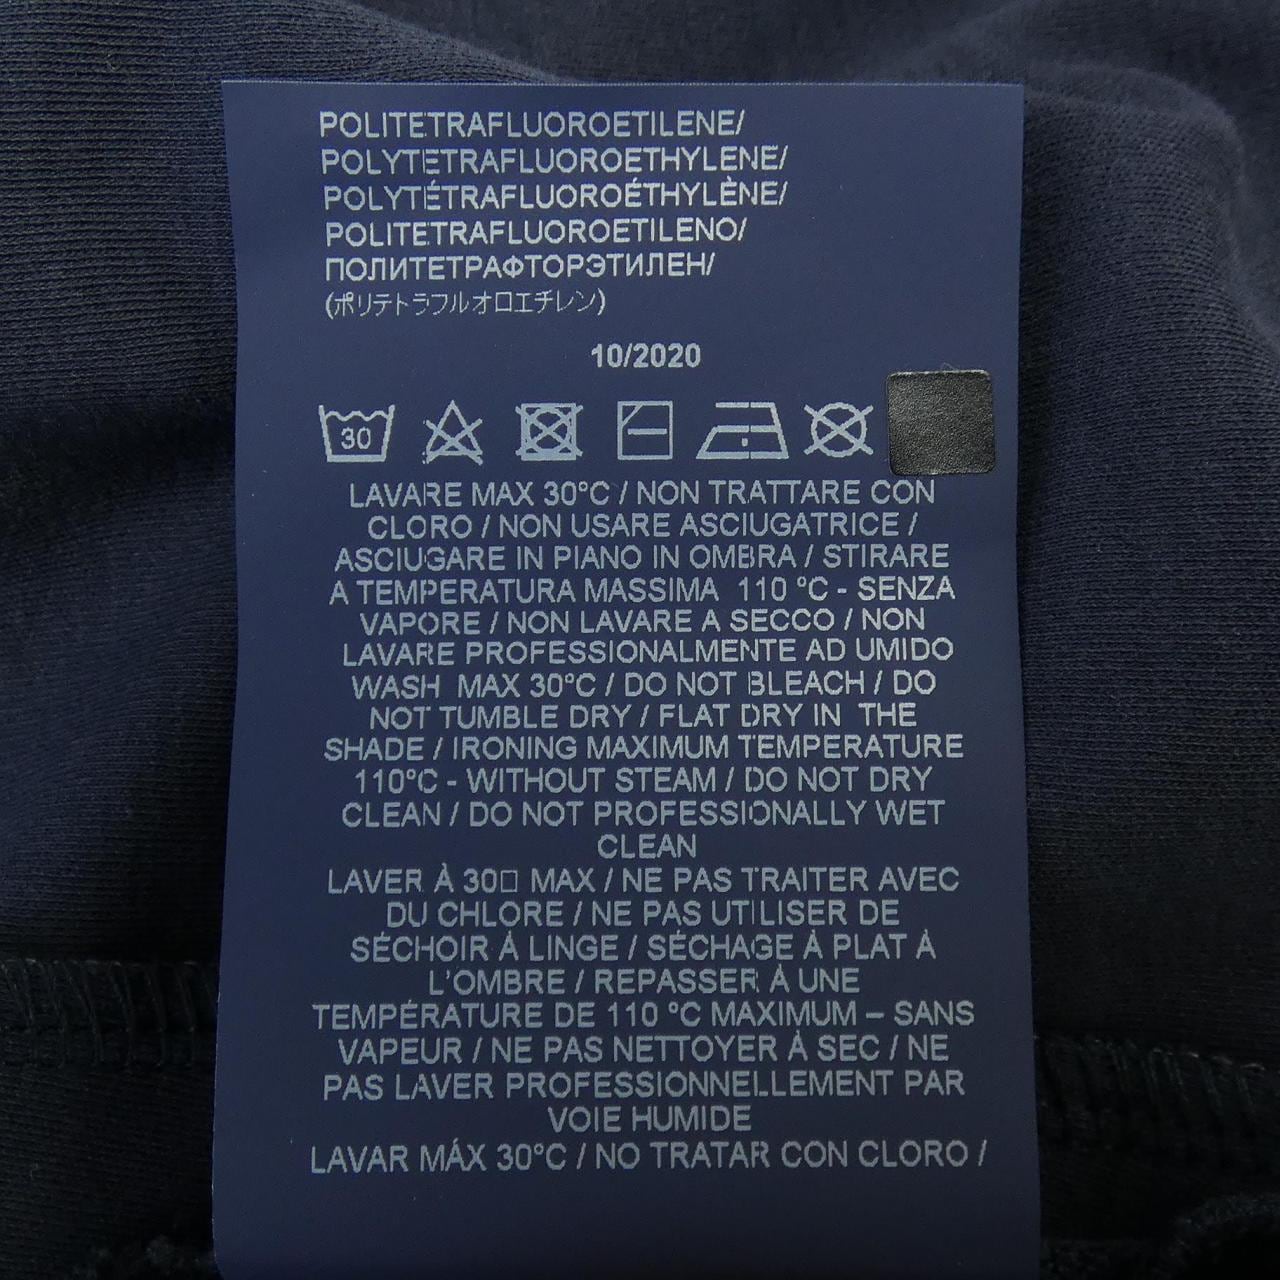 POLITETRAFLUOROETILENE/
POLYTETRAFLUOROETHYLENE/
POLYTÉTRAFLUOROÉTHYLÈNE/
POLITETRAFLUOROETILENO/
ПОЛИТЕТРАФТОРЭТИЛЕН/
(ポリテトラフルオロエチレン)
10/2020
30
LAVARE MAX 30°C / NON TRATTARE CON
CLORO / NON USARE ASCIUGATRICE /
ASCIUGARE IN PIANO IN OMBRA / STIRARE
A TEMPERATURA MASSIMA 110 °C - SENZA
VAPORE / NON LAVARE A SECCO / NON
LAVARE PROFESSIONALMENTE AD UMIDO
WASH MAX 30°C / DO NOT BLEACH / DO
NOT TUMBLE DRY / FLAT DRY IN THE
SHADE / IRONING MAXIMUM TEMPERATURE
110°C - WITHOUT STEAM / DO NOT DRY
CLEAN / DO NOT PROFESSIONALLY WET
CLEAN
LAVER À 30□ MAX / NE PAS TRAITER AVEC
DU CHLORE / NE PAS UTILISER DE
SÉCHOIR À LINGE / SÉCHAGE À PLAT À
L'OMBRE / REPASSER À UNE
TEMPÉRATURE DE 110 °C MAXIMUM – SANS
VAPEUR / NE PAS NETTOYER À SEC / NE
PAS LAVER PROFESSIONNELLEMENT PAR
VOIE HUMIDE
LAVAR MÁX 30°C / NO TRATAR CON CLORO /